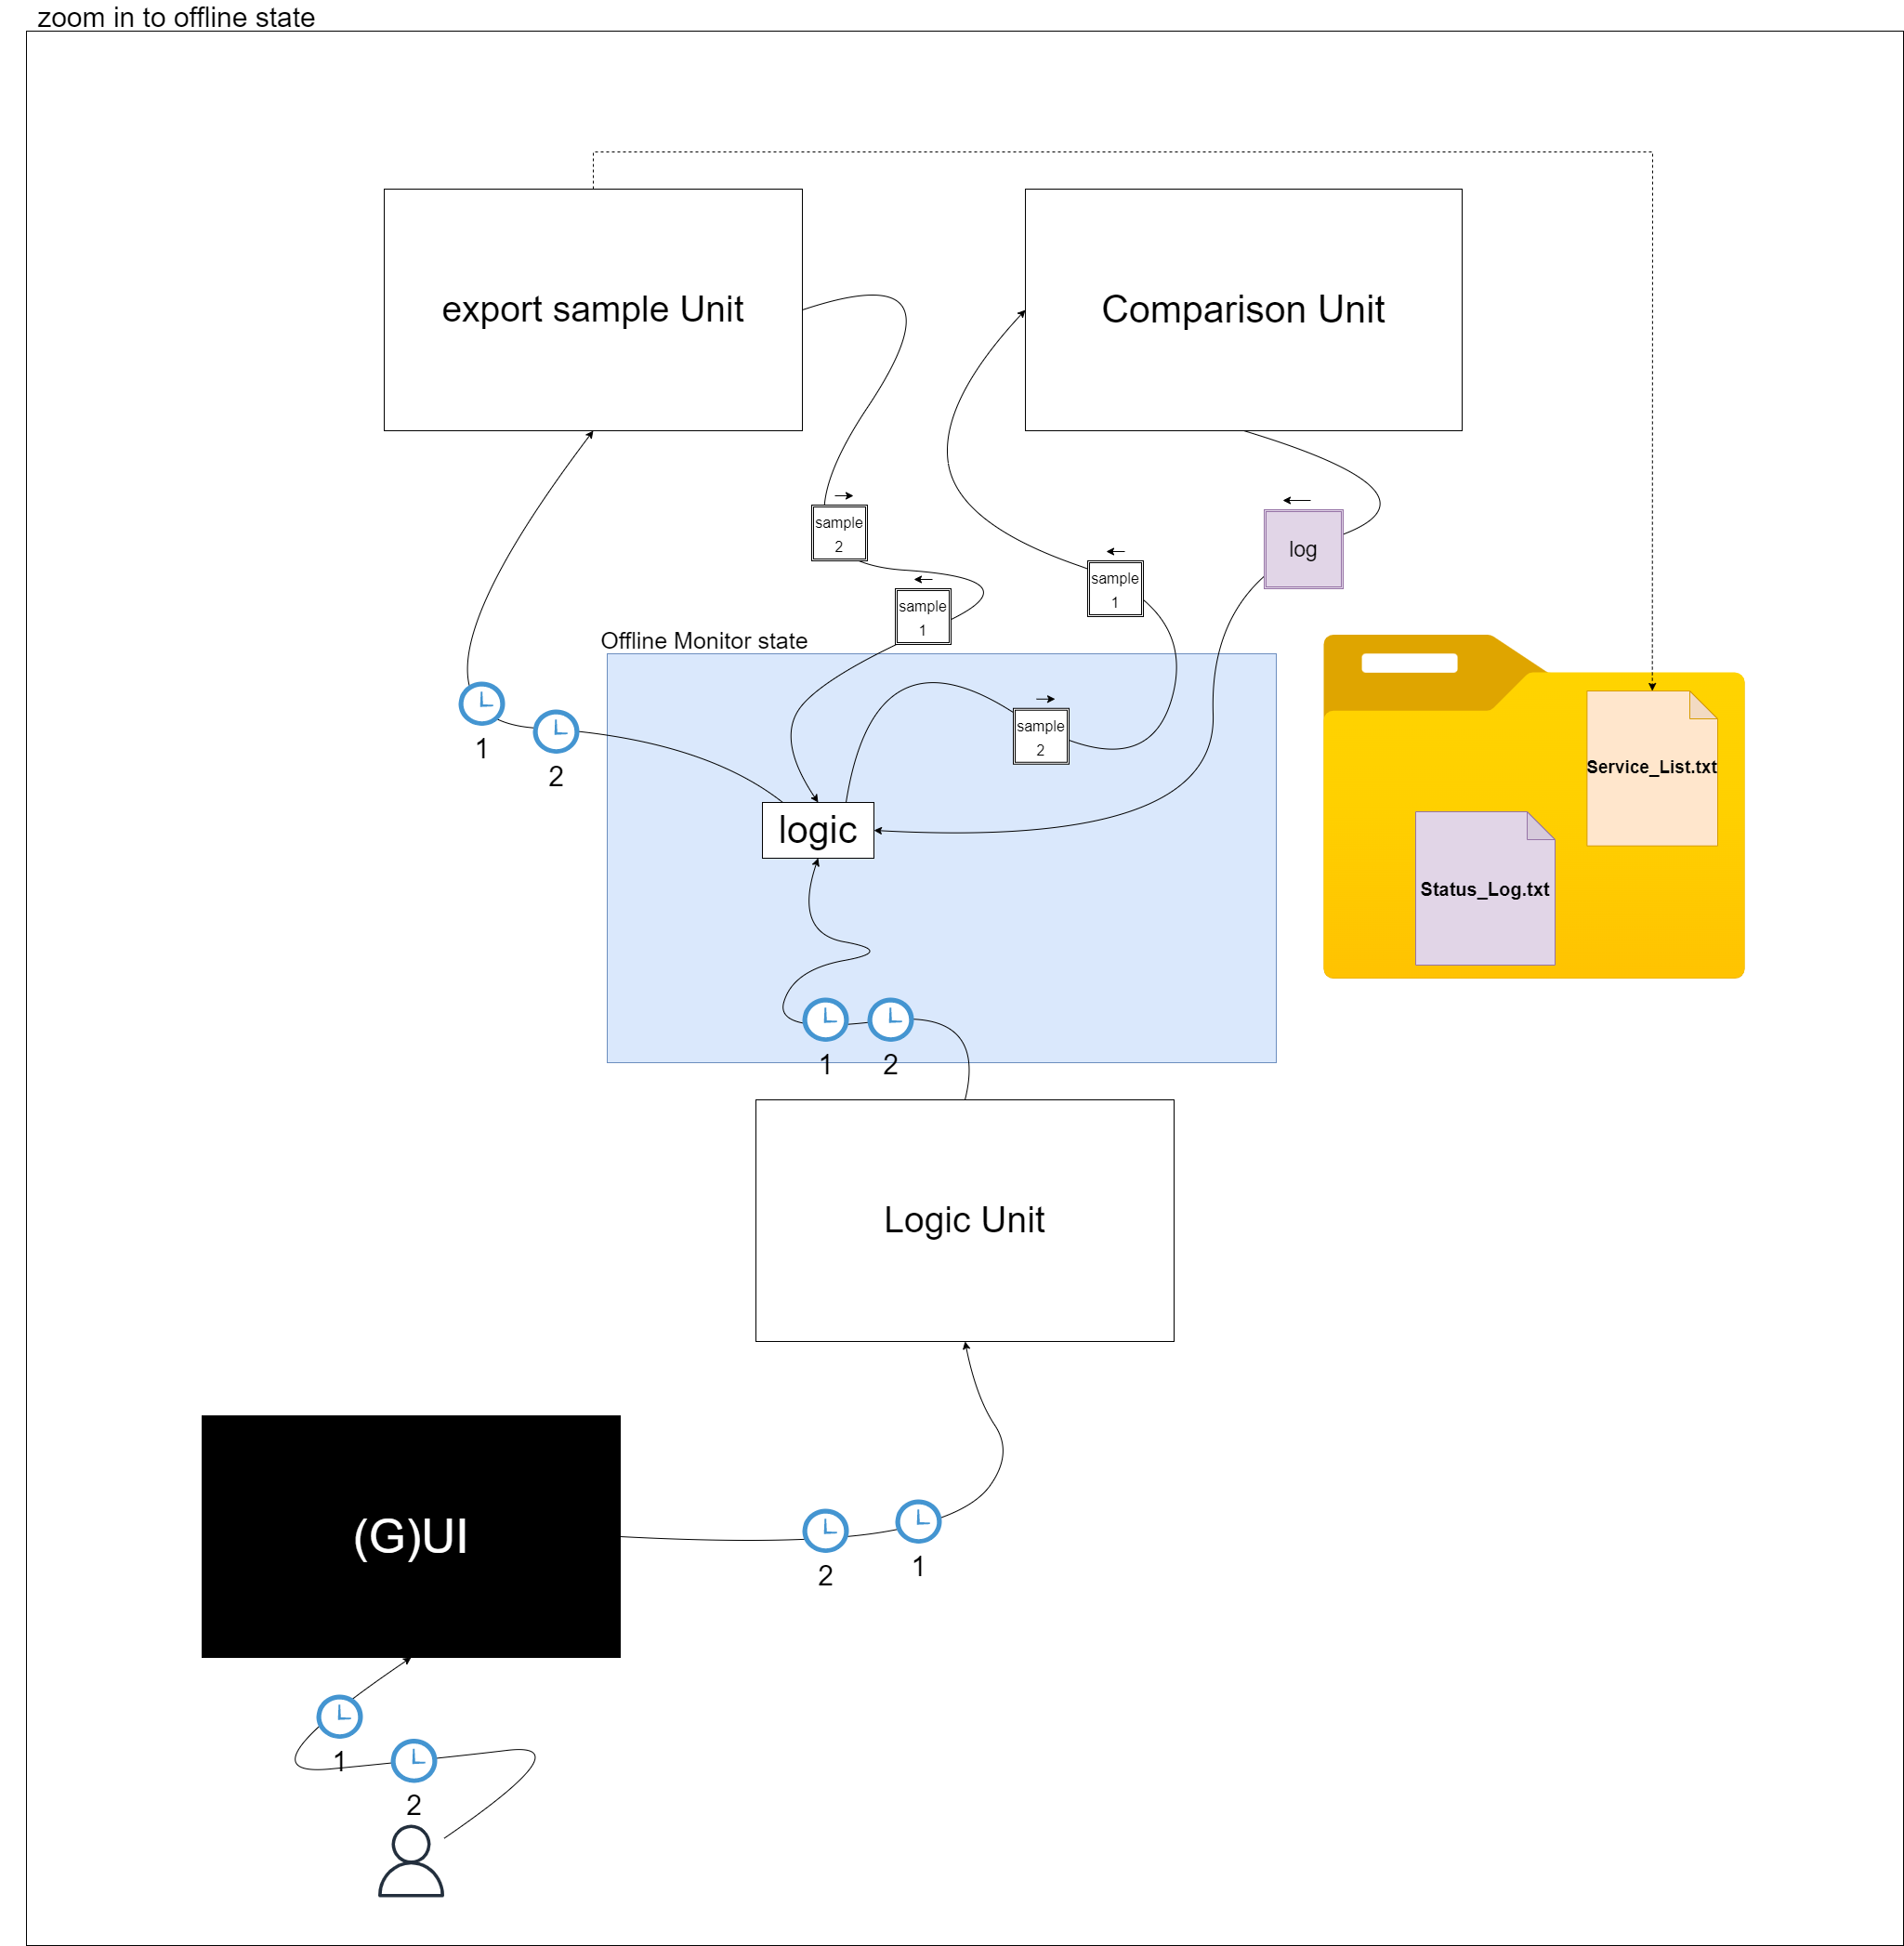 zoom in to offline state
export sample Unit
Comparison Unit
sample
2
sample
1
sample
1
log
Offline Monitor state
sample
2
1
2
logic
Service_List.txt
Status_Log.txt
1
2
Logic Unit
(G)UI
2
1
1
2